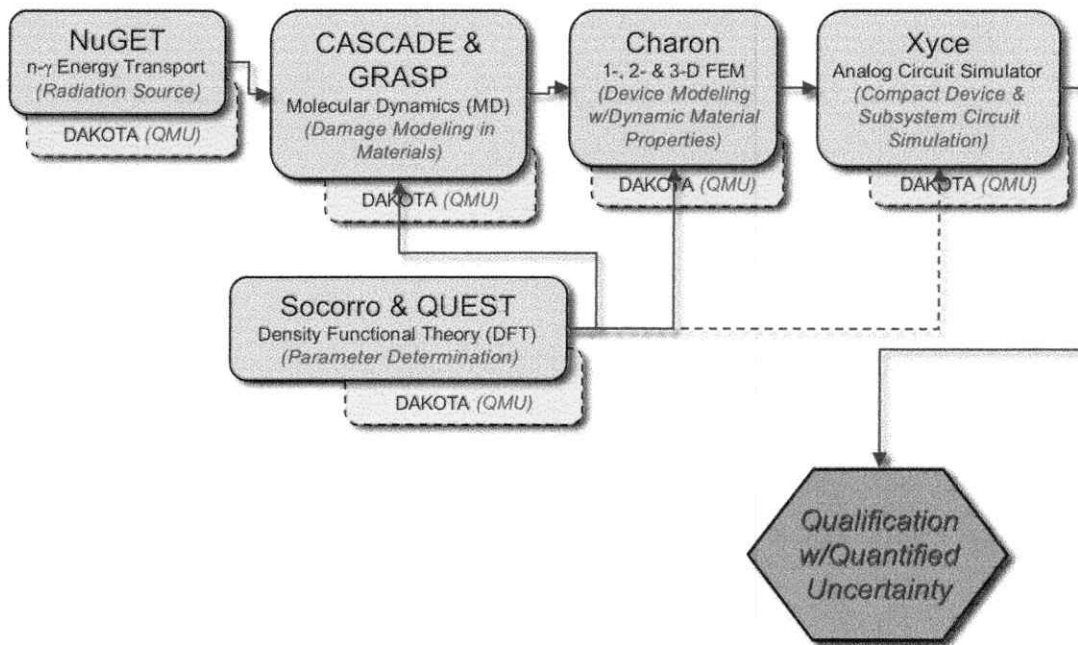 NuGET
n-γ Energy Transport
(Radiation Source)
DAKOTA (QMU)
CASCADE &
GRASP
Molecular Dynamics (MD)
(Damage Modeling in
Materials)
DAKOTA (QMU)
Charon
1-, 2- & 3-D FEM
(Device Modeling
w/Dynamic Material
Properties)
DAKOTA (QMU)
Xyce
Analog Circuit Simulator
(Compact Device &
Subsystem Circuit
Simulation)
DAKOTA (QMU)
Socorro & QUEST
Density Functional Theory (DFT)
(Parameter Determination)
DAKOTA (QMU)
Qualification
w/Quantified
Uncertainty